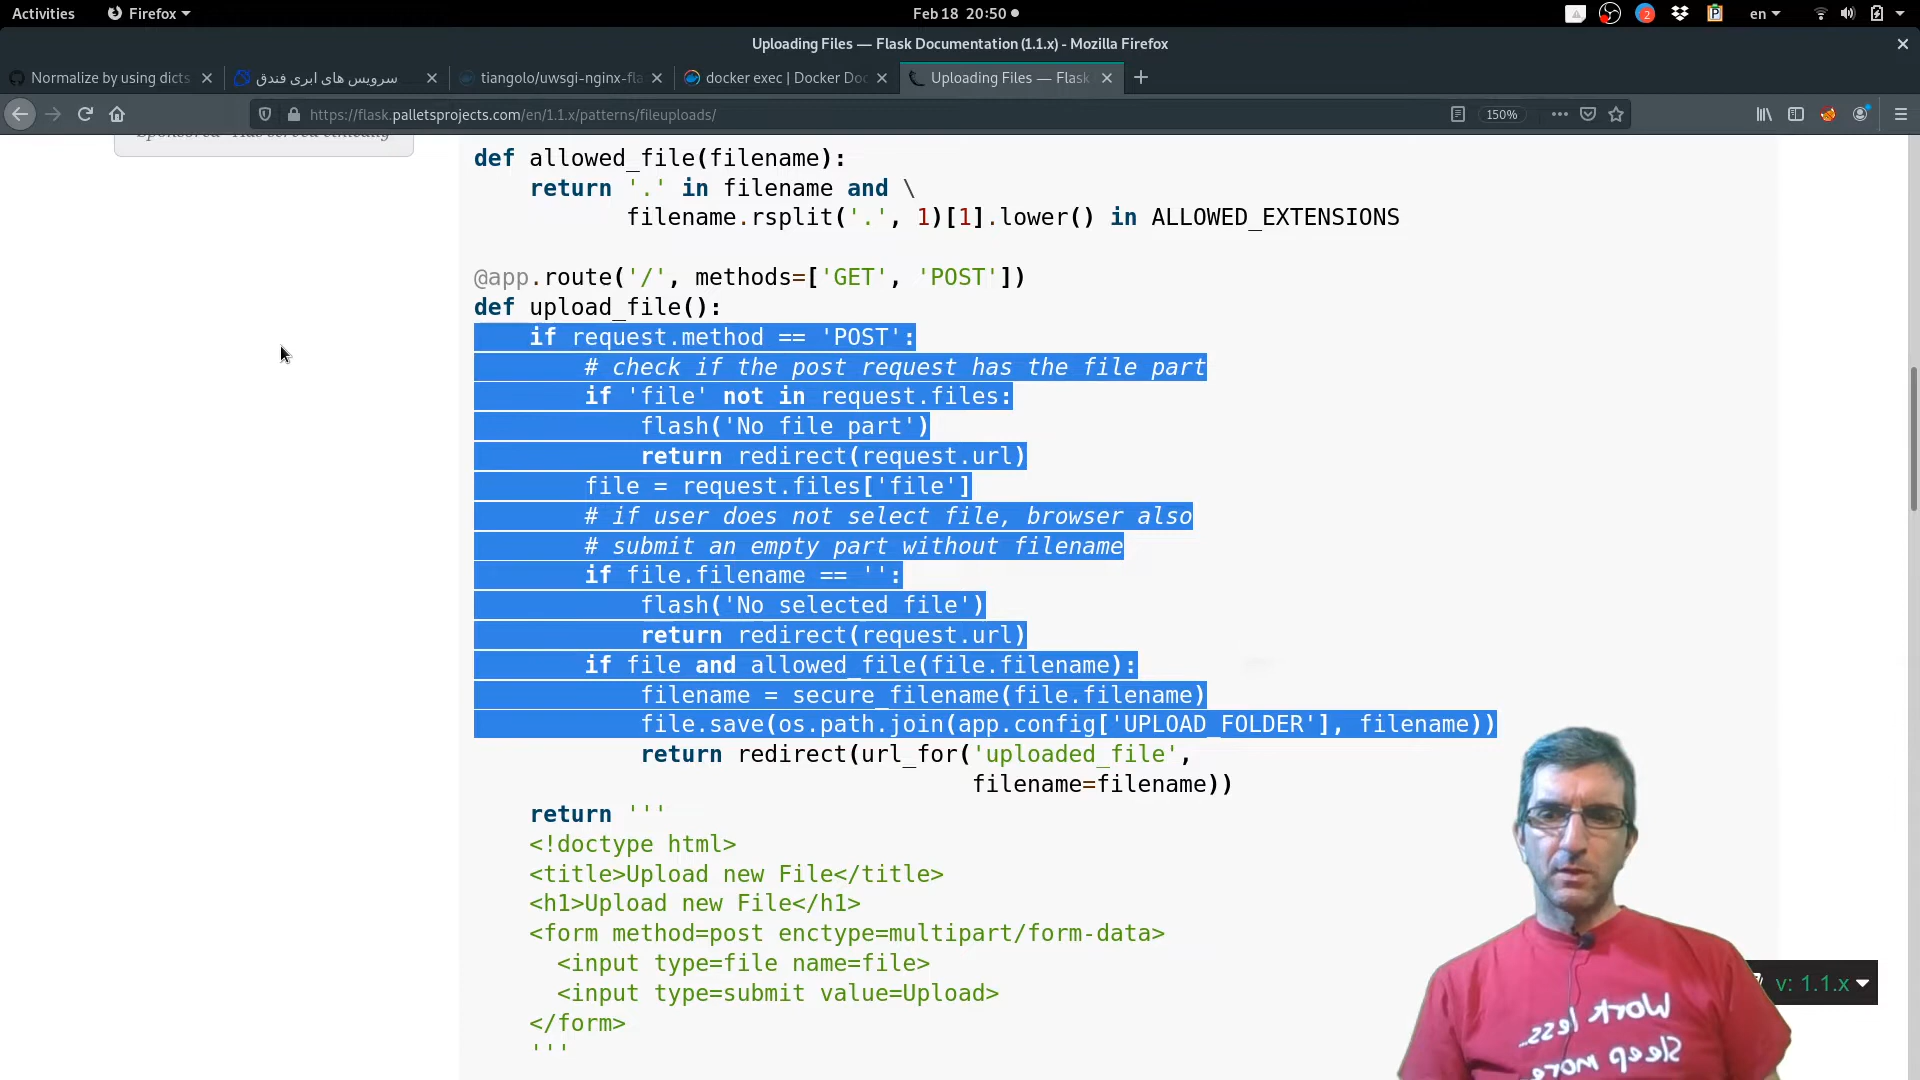 Activities
Firefox
Feb 18 20:50
2
en
Uploading Files — Flask Documentation (1.1.x) - Mozilla Firefox
Normalize by using dicts
سرویس های ابری فندق
tiangolo/uwsgi-nginx-fla
docker exec | Docker Doc
Uploading Files — Flask
https://flask.palletsprojects.com/en/1.1.x/patterns/fileuploads/
150%
def allowed_file(filename):
return '.' in filename and \
filename.rsplit('.', 1)[1].lower() in ALLOWED_EXTENSIONS
@app.route('/', methods=['GET', 'POST'])
def upload_file():
if request.method == 'POST':
# check if the post request has the file part
if 'file' not in request.files:
flash('No file part')
return redirect(request.url)
file = request.files['file']
# if user does not select file, browser also
# submit an empty part without filename
if file.filename == '':
flash('No selected file')
return redirect(request.url)
if file and allowed_file(file.filename):
filename = secure_filename(file.filename)
file.save(os.path.join(app.config['UPLOAD_FOLDER'], filename))
return redirect(url_for('uploaded_file',
filename=filename))
return '''
<!doctype html>
<title>Upload new File</title>
<h1>Upload new File</h1>
<form method=post enctype=multipart/form-data>
<input type=file name=file>
<input type=submit value=Upload>
</form>
'''
v: 1.1.x
Work less...
Sleep more